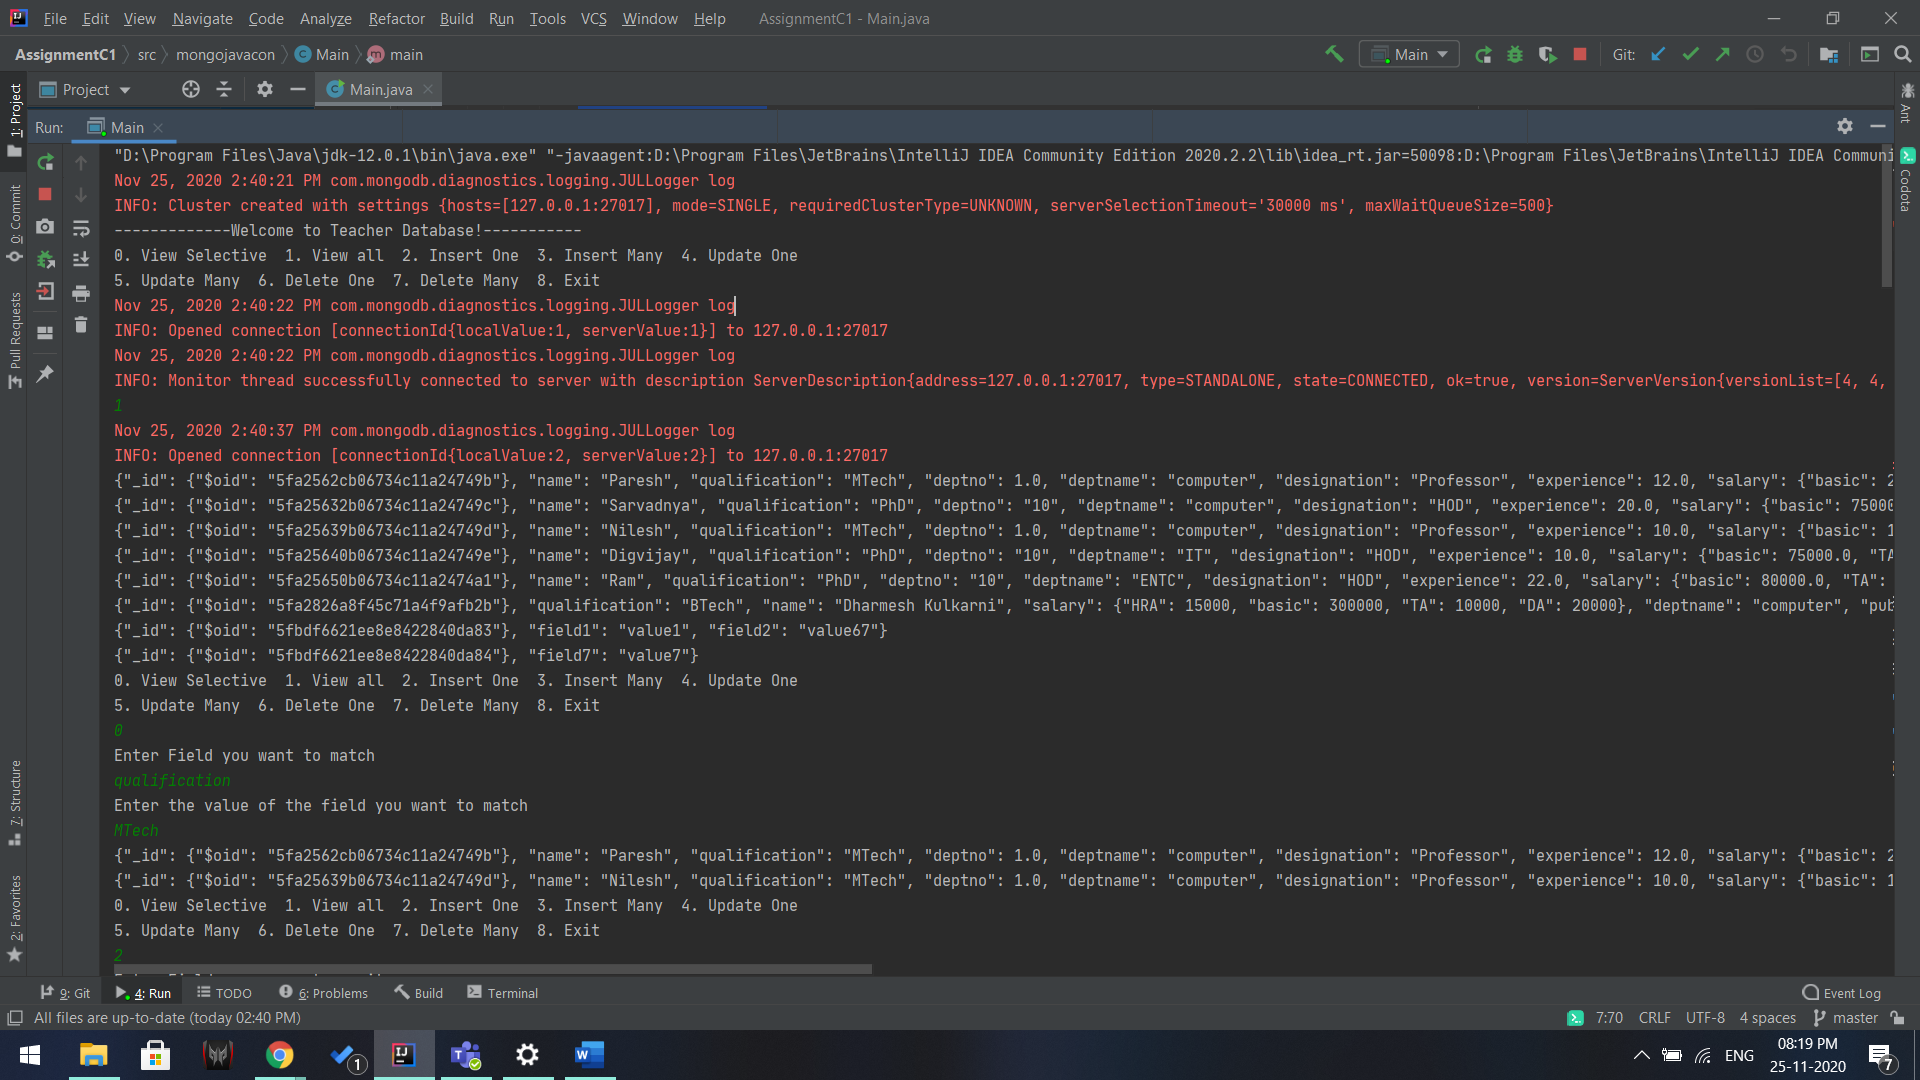 File Edit View Navigate Code Analyze Refactor Build Run Tools VCS Window Help AssignmentC1 - Main.java
AssignmentC1 src mongojavacon Main main
Main Git:
Project Main.java
Run: Main
"D:\Program Files\Java\jdk-12.0.1\bin\java.exe" "-javaagent:D:\Program Files\JetBrains\IntelliJ IDEA Community Edition 2020.2.2\lib\idea_rt.jar=50098:D:\Program Files\JetBrains\IntelliJ IDEA Communi
Nov 25, 2020 2:40:21 PM com.mongodb.diagnostics.logging.JULLogger log
INFO: Cluster created with settings {hosts=[127.0.0.1:27017], mode=SINGLE, requiredClusterType=UNKNOWN, serverSelectionTimeout='30000 ms', maxWaitQueueSize=500}
-------------Welcome to Teacher Database!-----------
0. View Selective  1. View all  2. Insert One  3. Insert Many  4. Update One
5. Update Many  6. Delete One  7. Delete Many  8. Exit
Nov 25, 2020 2:40:22 PM com.mongodb.diagnostics.logging.JULLogger log
INFO: Opened connection [connectionId{localValue:1, serverValue:1}] to 127.0.0.1:27017
Nov 25, 2020 2:40:22 PM com.mongodb.diagnostics.logging.JULLogger log
INFO: Monitor thread successfully connected to server with description ServerDescription{address=127.0.0.1:27017, type=STANDALONE, state=CONNECTED, ok=true, version=ServerVersion{versionList=[4, 4,
1
Nov 25, 2020 2:40:37 PM com.mongodb.diagnostics.logging.JULLogger log
INFO: Opened connection [connectionId{localValue:2, serverValue:2}] to 127.0.0.1:27017
{"_id": {"$oid": "5fa2562cb06734c11a24749b"}, "name": "Paresh", "qualification": "MTech", "deptno": 1.0, "deptname": "computer", "designation": "Professor", "experience": 12.0, "salary": {"basic": 2
{"_id": {"$oid": "5fa25632b06734c11a24749c"}, "name": "Sarvadnya", "qualification": "PhD", "deptno": "10", "deptname": "computer", "designation": "HOD", "experience": 20.0, "salary": {"basic": 75000
{"_id": {"$oid": "5fa25639b06734c11a24749d"}, "name": "Nilesh", "qualification": "MTech", "deptno": 1.0, "deptname": "computer", "designation": "Professor", "experience": 10.0, "salary": {"basic": 1
{"_id": {"$oid": "5fa25640b06734c11a24749e"}, "name": "Digvijay", "qualification": "PhD", "deptno": "10", "deptname": "IT", "designation": "HOD", "experience": 10.0, "salary": {"basic": 75000.0, "TA
{"_id": {"$oid": "5fa25650b06734c11a2474a1"}, "name": "Ram", "qualification": "PhD", "deptno": "10", "deptname": "ENTC", "designation": "HOD", "experience": 22.0, "salary": {"basic": 80000.0, "TA":
{"_id": {"$oid": "5fa2826a8f45c71a4f9afb2b"}, "qualification": "BTech", "name": "Dharmesh Kulkarni", "salary": {"HRA": 15000, "basic": 300000, "TA": 10000, "DA": 20000}, "deptname": "computer", "pub
{"_id": {"$oid": "5fbdf6621ee8e8422840da83"}, "field1": "value1", "field2": "value67"}
{"_id": {"$oid": "5fbdf6621ee8e8422840da84"}, "field7": "value7"}
0. View Selective  1. View all  2. Insert One  3. Insert Many  4. Update One
5. Update Many  6. Delete One  7. Delete Many  8. Exit
0
Enter Field you want to match
qualification
Enter the value of the field you want to match
MTech
{"_id": {"$oid": "5fa2562cb06734c11a24749b"}, "name": "Paresh", "qualification": "MTech", "deptno": 1.0, "deptname": "computer", "designation": "Professor", "experience": 12.0, "salary": {"basic": 2
{"_id": {"$oid": "5fa25639b06734c11a24749d"}, "name": "Nilesh", "qualification": "MTech", "deptno": 1.0, "deptname": "computer", "designation": "Professor", "experience": 10.0, "salary": {"basic": 1
0. View Selective  1. View all  2. Insert One  3. Insert Many  4. Update One
5. Update Many  6. Delete One  7. Delete Many  8. Exit
2
1: Project
0: Commit
Pull Requests
7: Structure
2: Favorites
Ant
Codota
9: Git 4: Run TODO 6: Problems Build Terminal Event Log
All files are up-to-date (today 02:40 PM) 7:70 CRLF UTF-8 4 spaces master
1 ENG 08:19 PM
25-11-2020 7